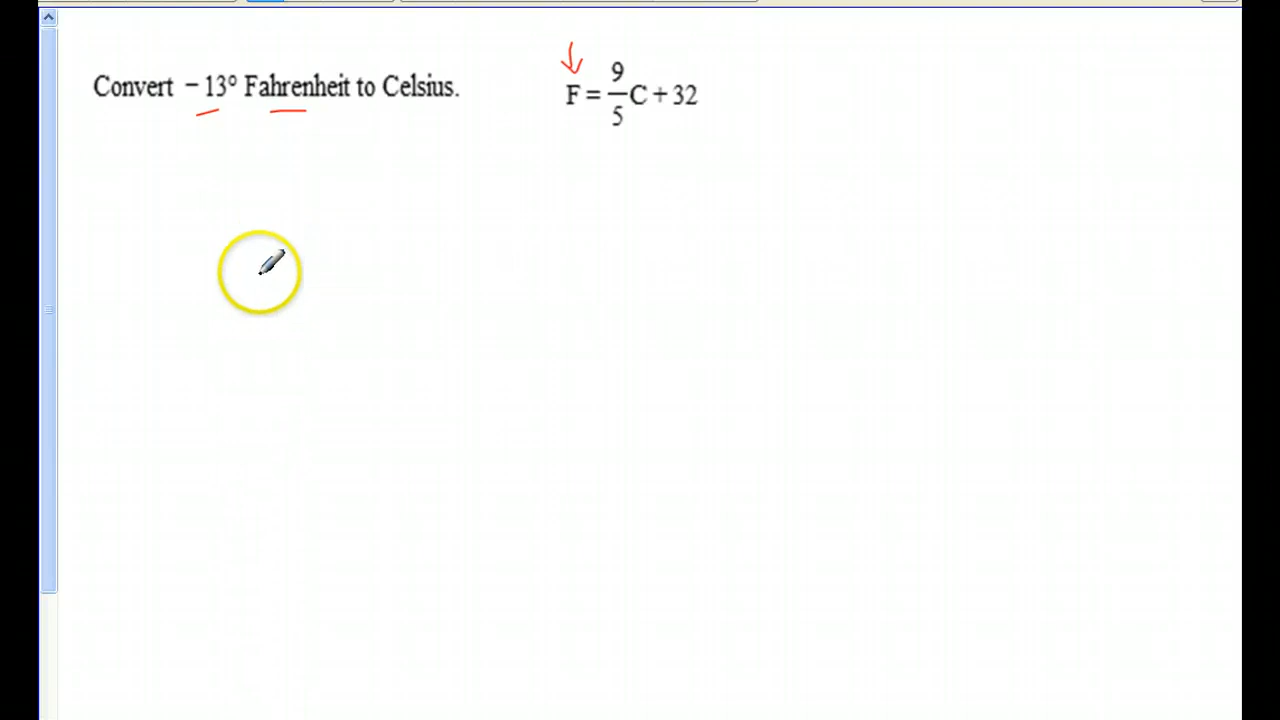 Convert − 13° Fahrenheit to Celsius.
F = 9/5 C + 32